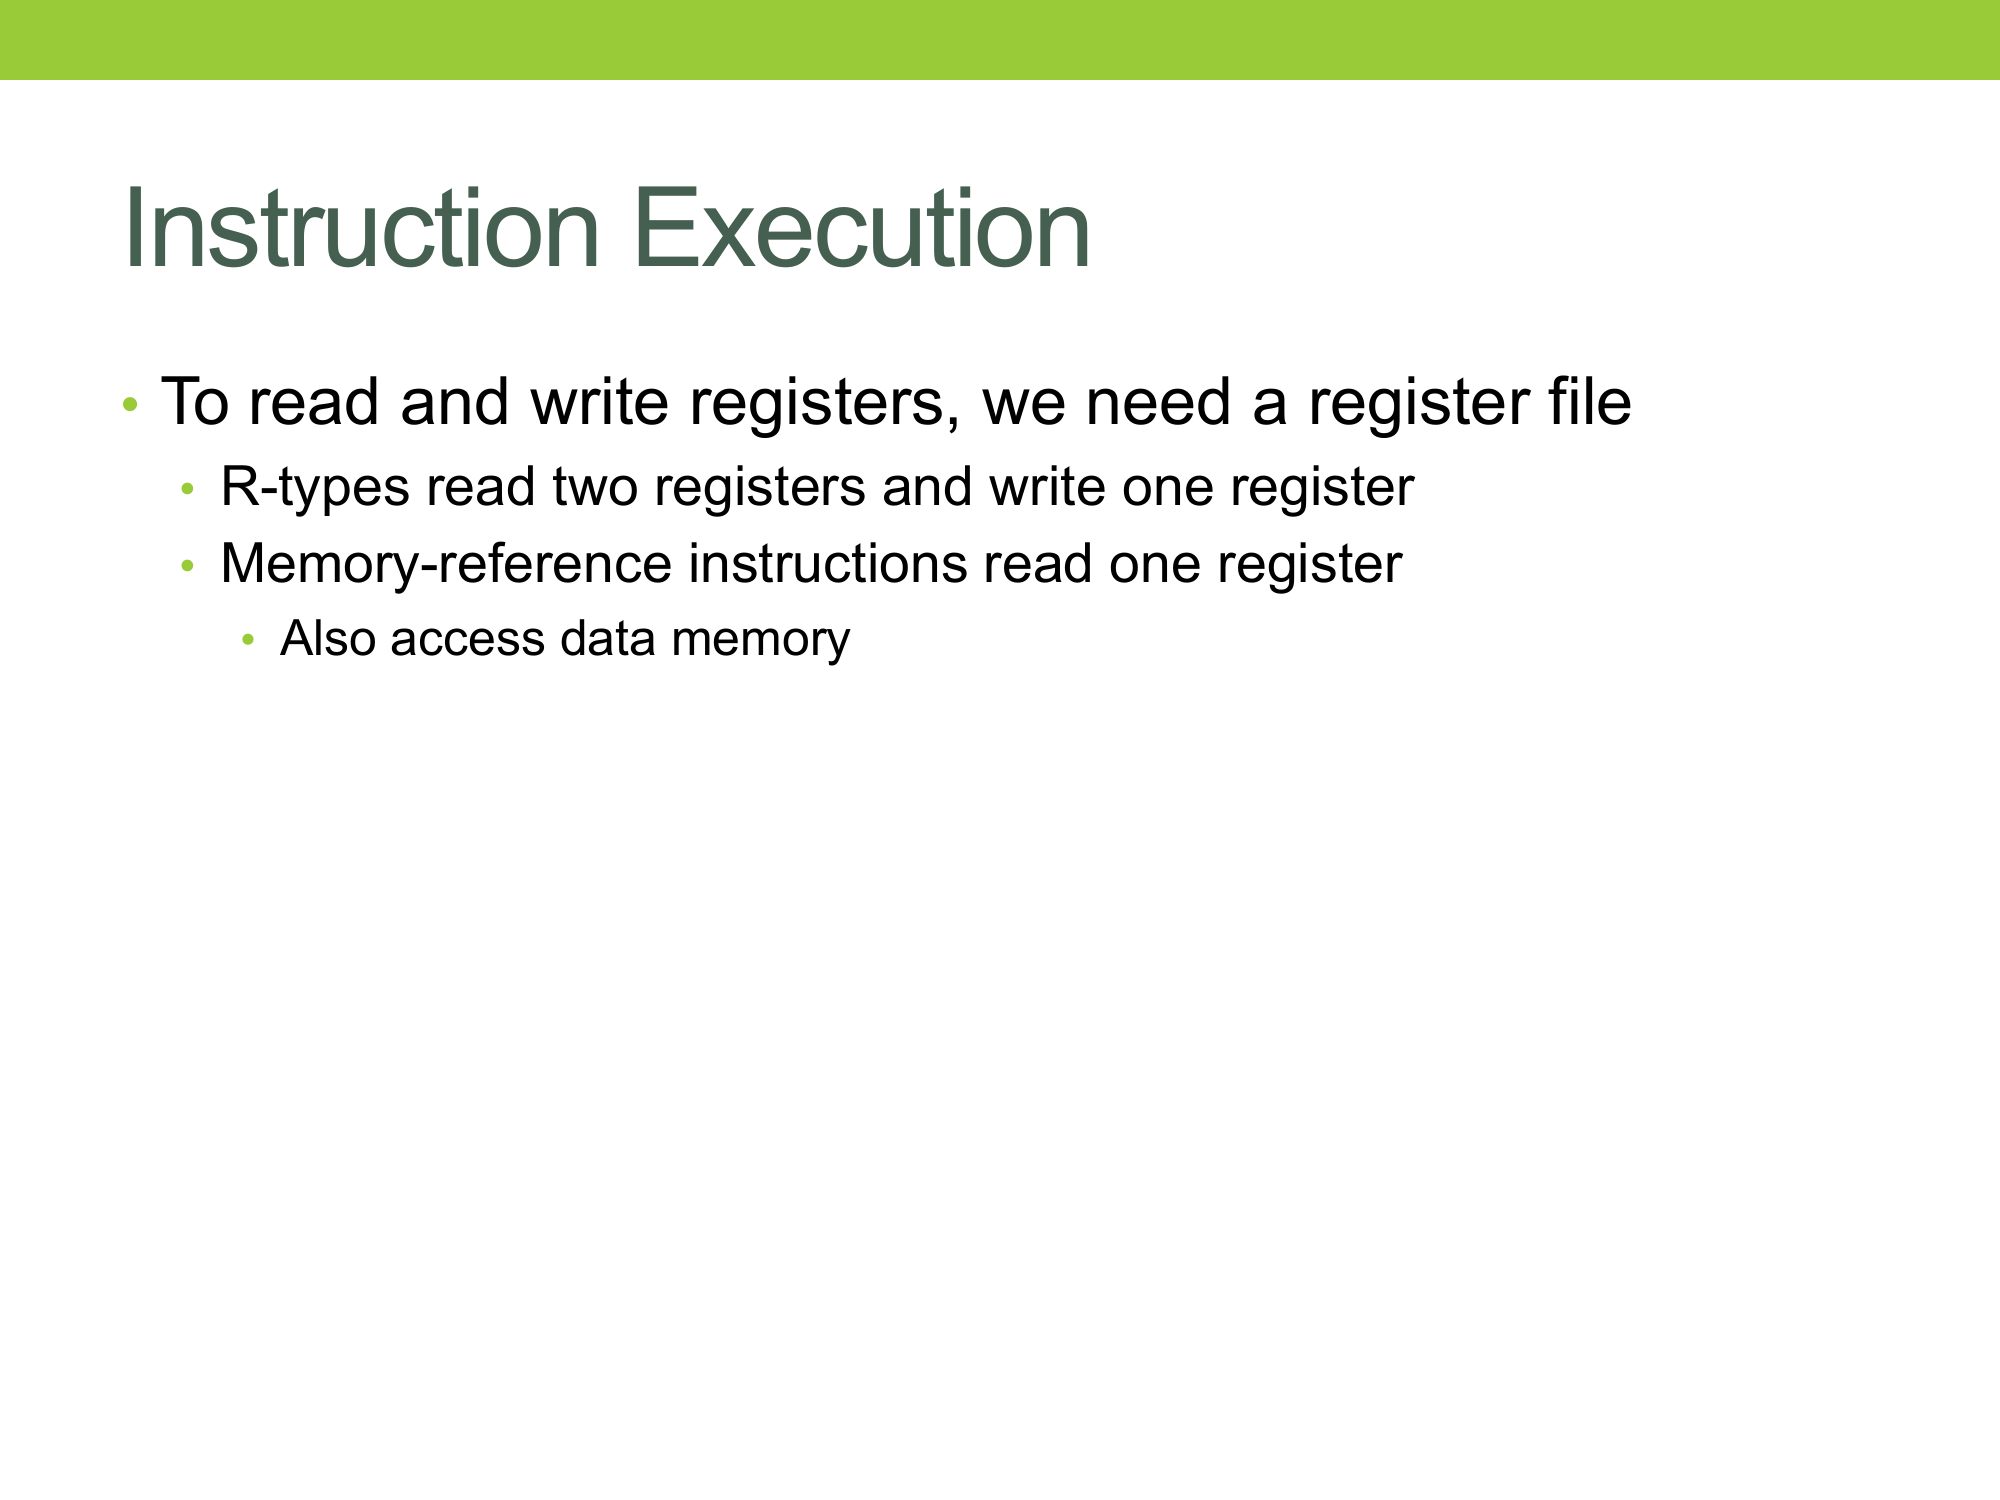 Instruction Execution
• To read and write registers, we need a register file
• R-types read two registers and write one register
• Memory-reference instructions read one register
• Also access data memory